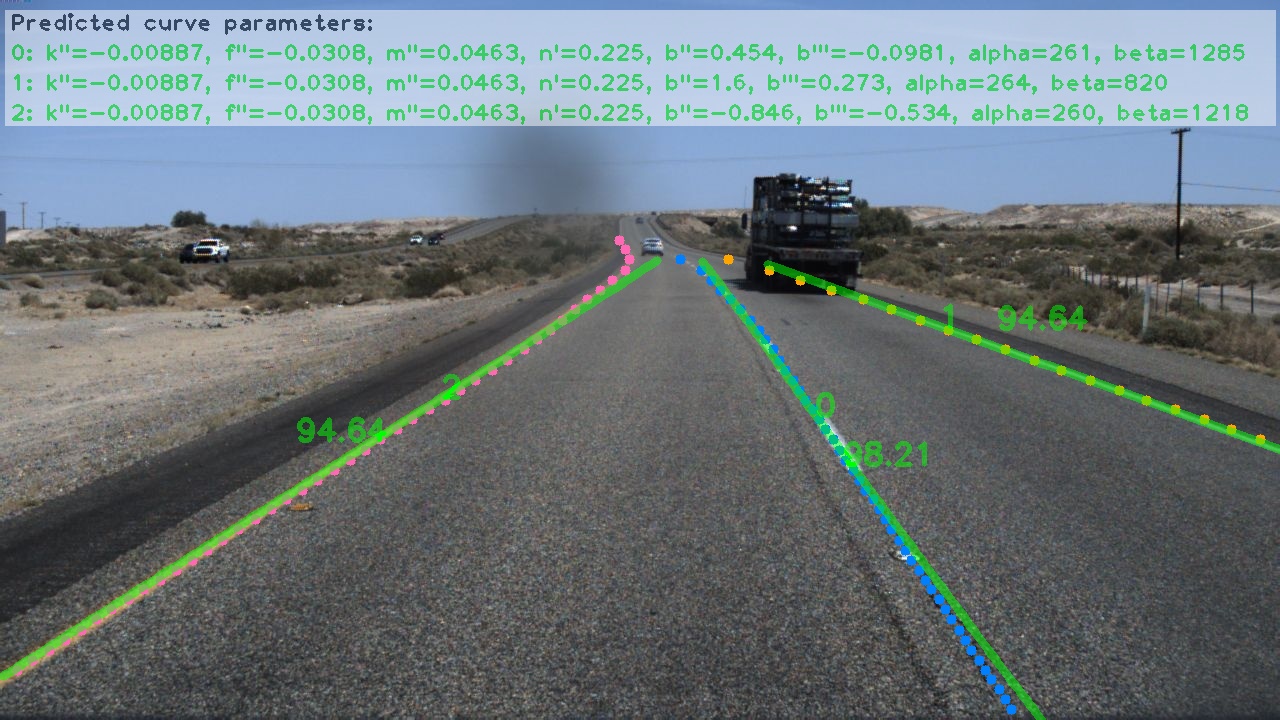 Predicted curve parameters:
0: k''=-0.00887, f''=-0.0308, m''=0.0463, n'=0.225, b''=0.454, b'''=-0.0981, alpha=261, beta=1285
1: k''=-0.00887, f''=-0.0308, m''=0.0463, n'=0.225, b''=1.6, b'''=0.273, alpha=264, beta=820
2: k''=-0.00887, f''=-0.0308, m''=0.0463, n'=0.225, b''=-0.846, b'''=-0.534, alpha=260, beta=1218
1 94.64
2
0
94.64
98.21